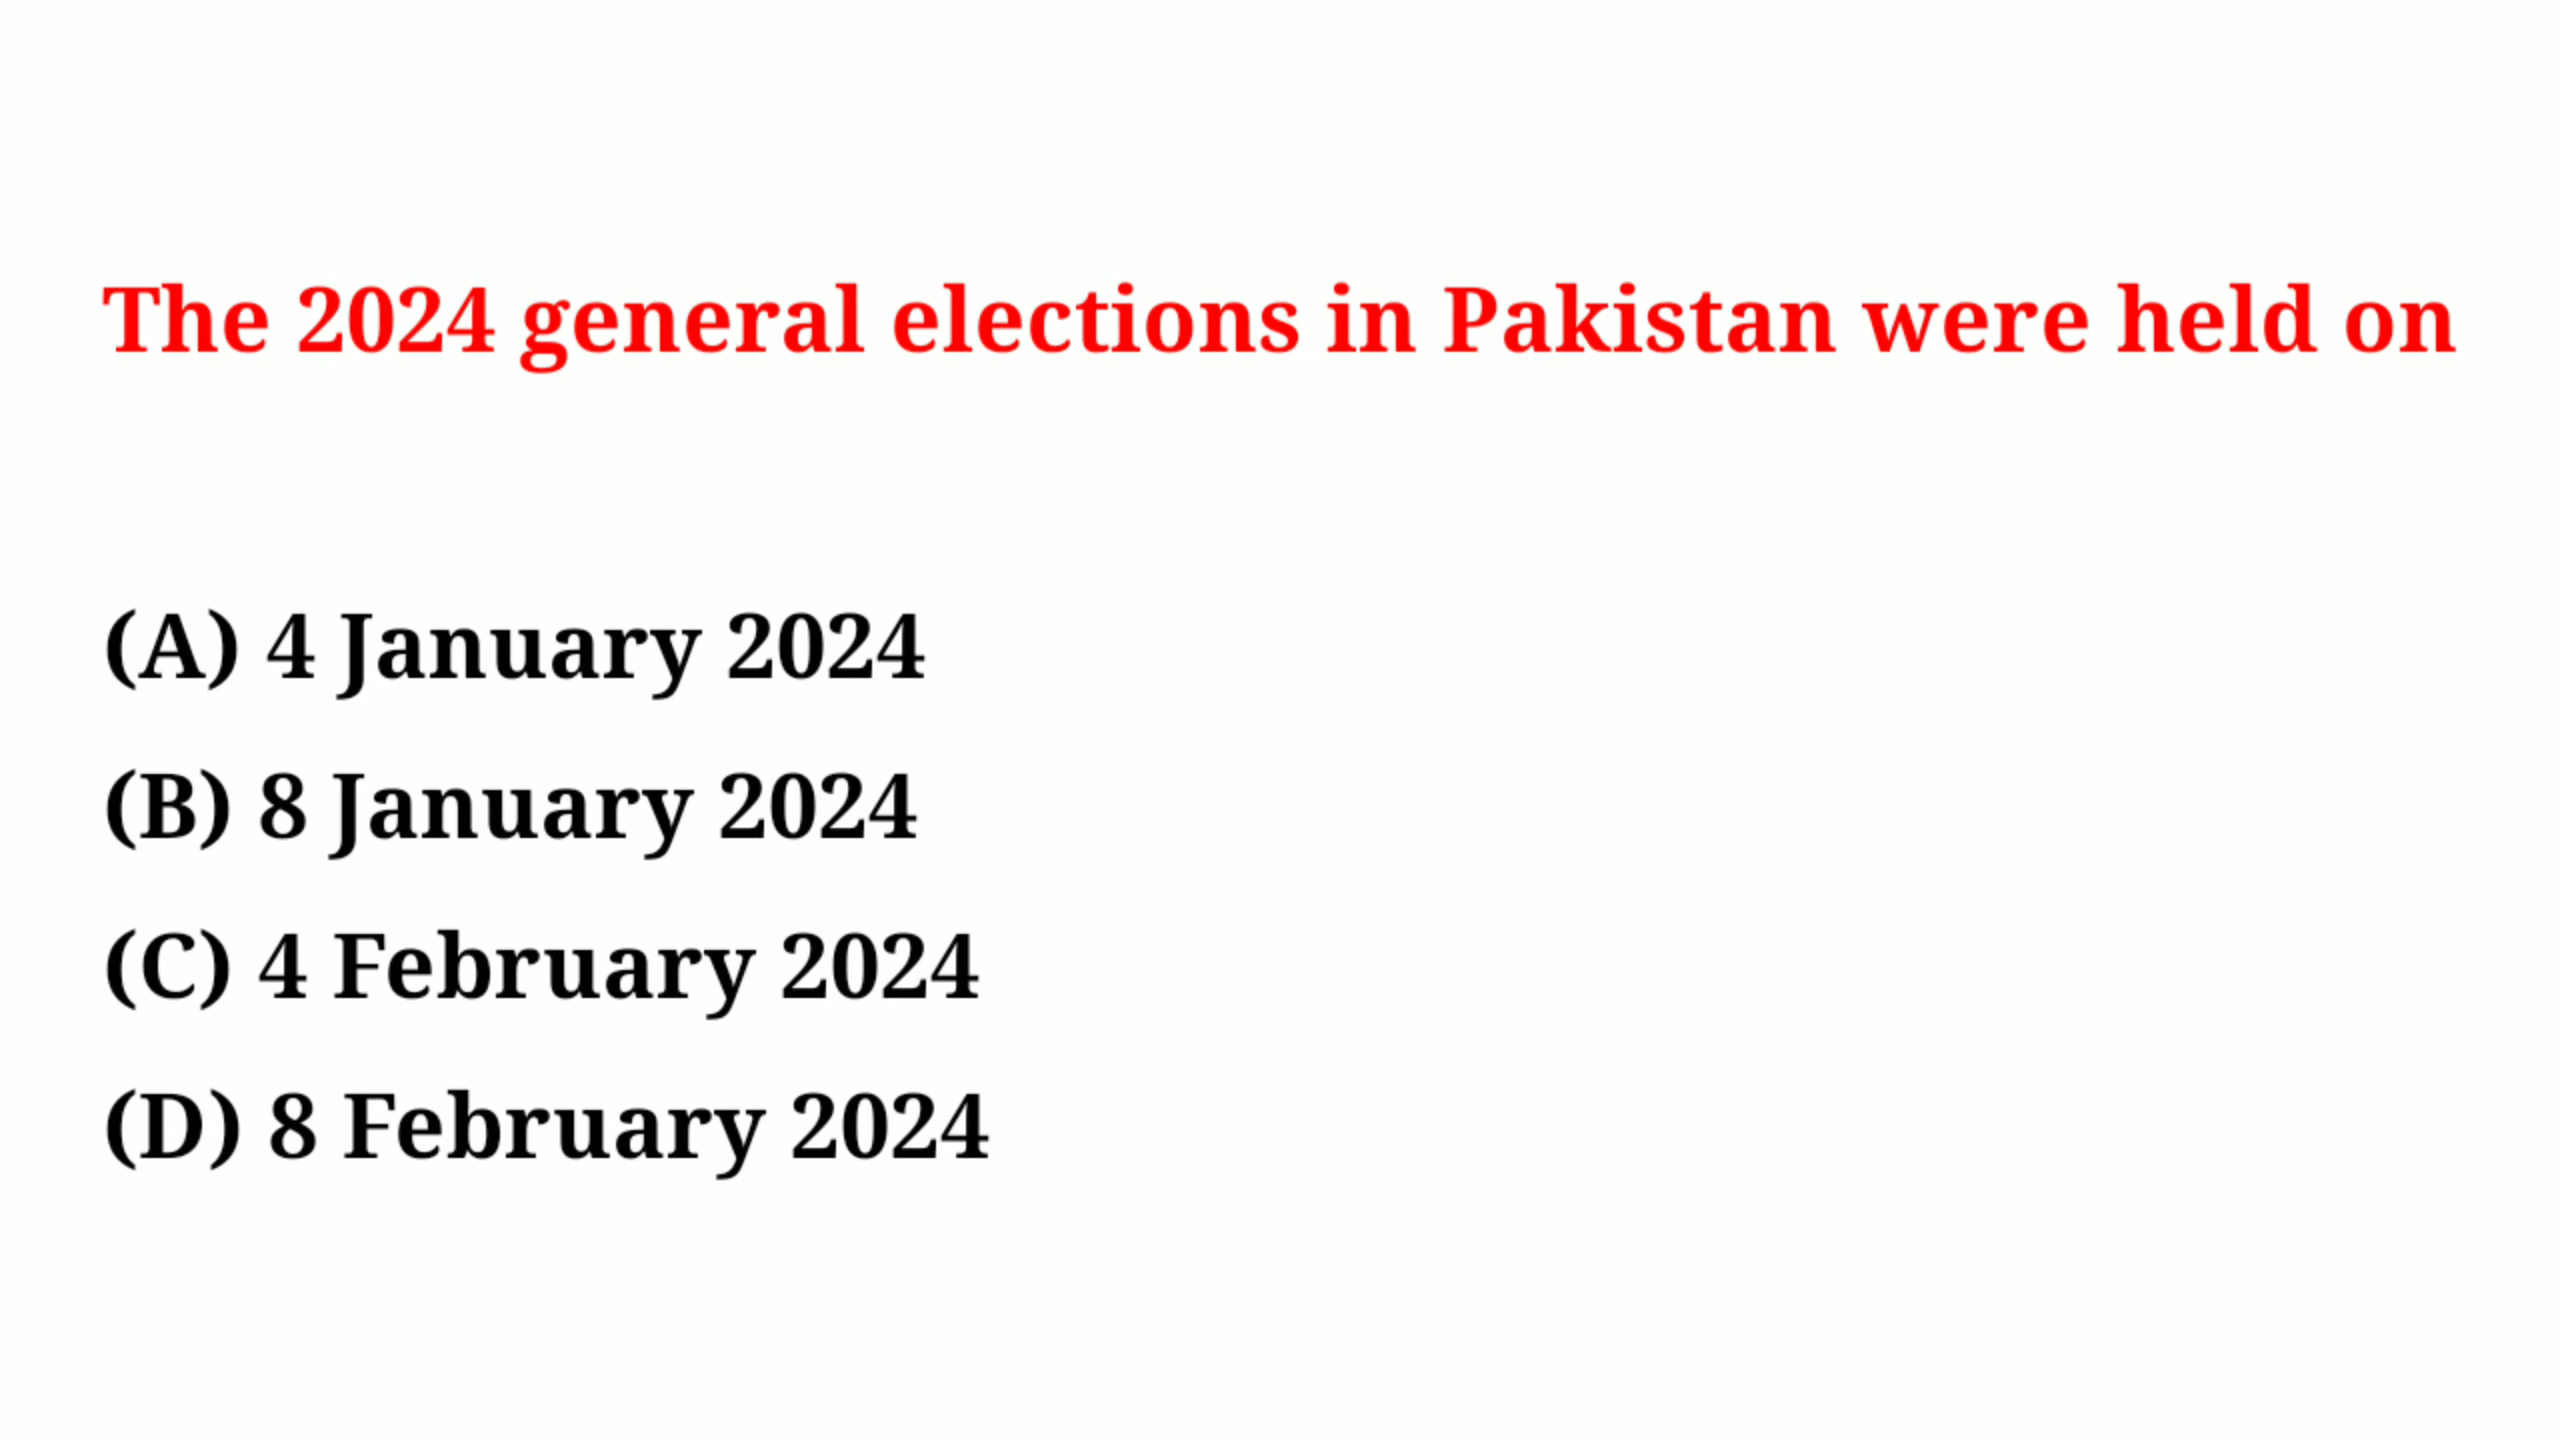 The 2024 general elections in Pakistan were held on
(A) 4 January 2024
(B) 8 January 2024
(C) 4 February 2024
(D) 8 February 2024